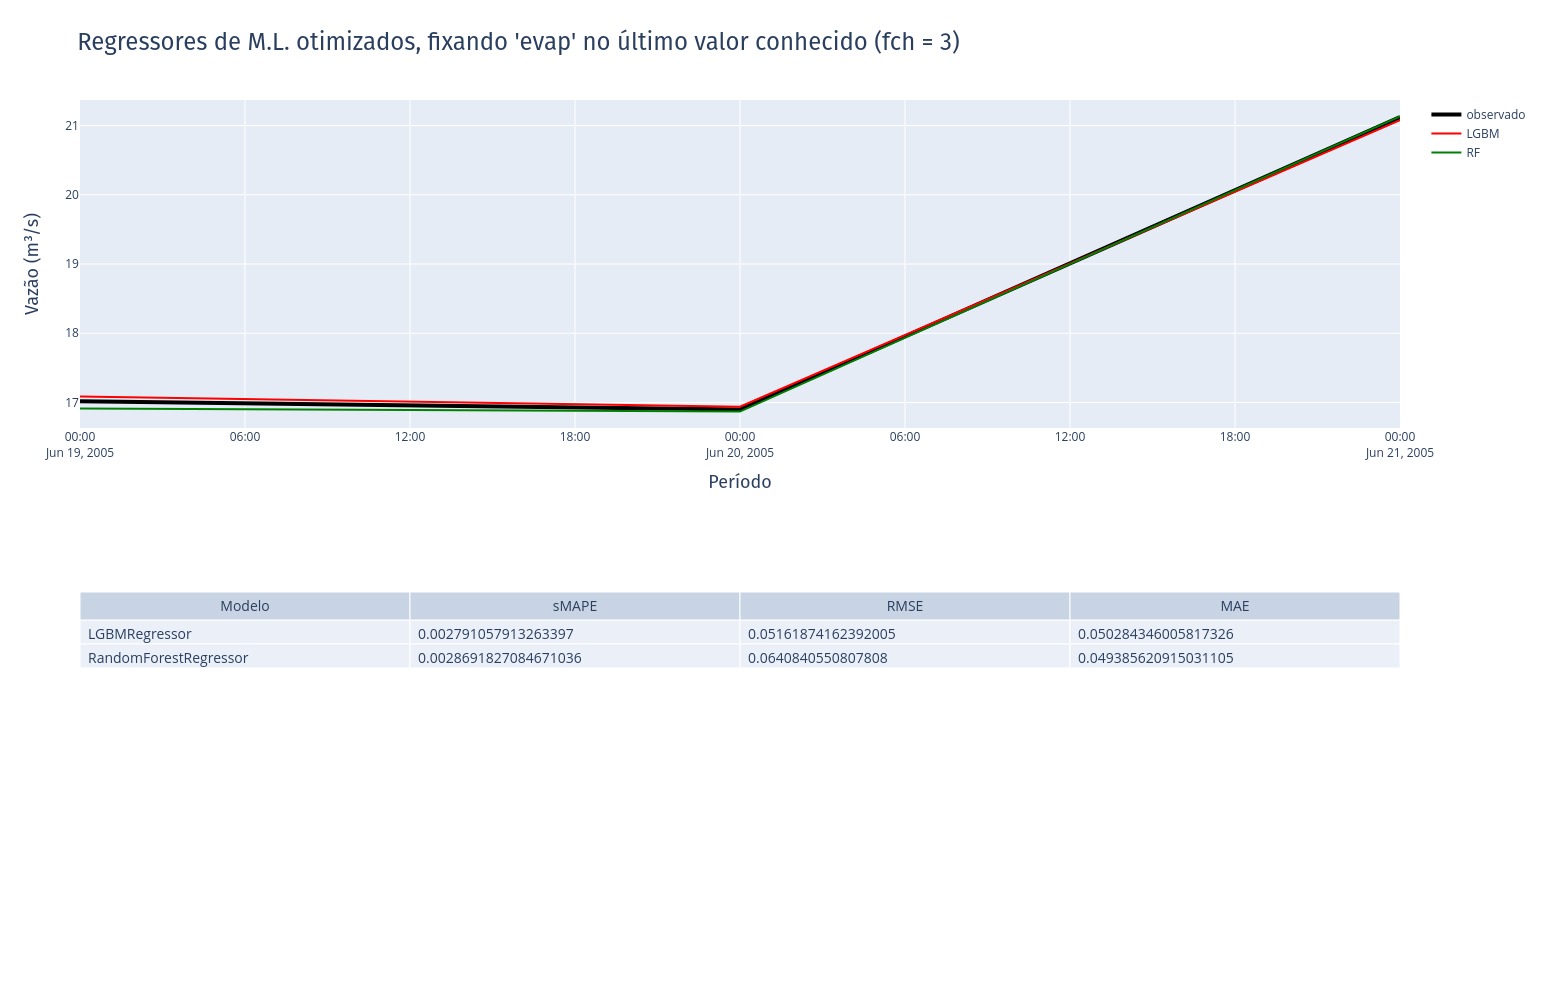 Regressores de M.L. otimizados, fixando 'evap' no último valor conhecido (fch = 3)
observado
LGBM
RF
Vazão (m³/s)
21
20
19
18
17
00:00 06:00 12:00 18:00 00:00 06:00 12:00 18:00 00:00
Jun 19, 2005 Jun 20, 2005 Jun 21, 2005
Período
Modelo sMAPE RMSE MAE
LGBMRegressor 0.002791057913263397 0.05161874162392005 0.050284346005817326
RandomForestRegressor 0.0028691827084671036 0.0640840550807808 0.049385620915031105